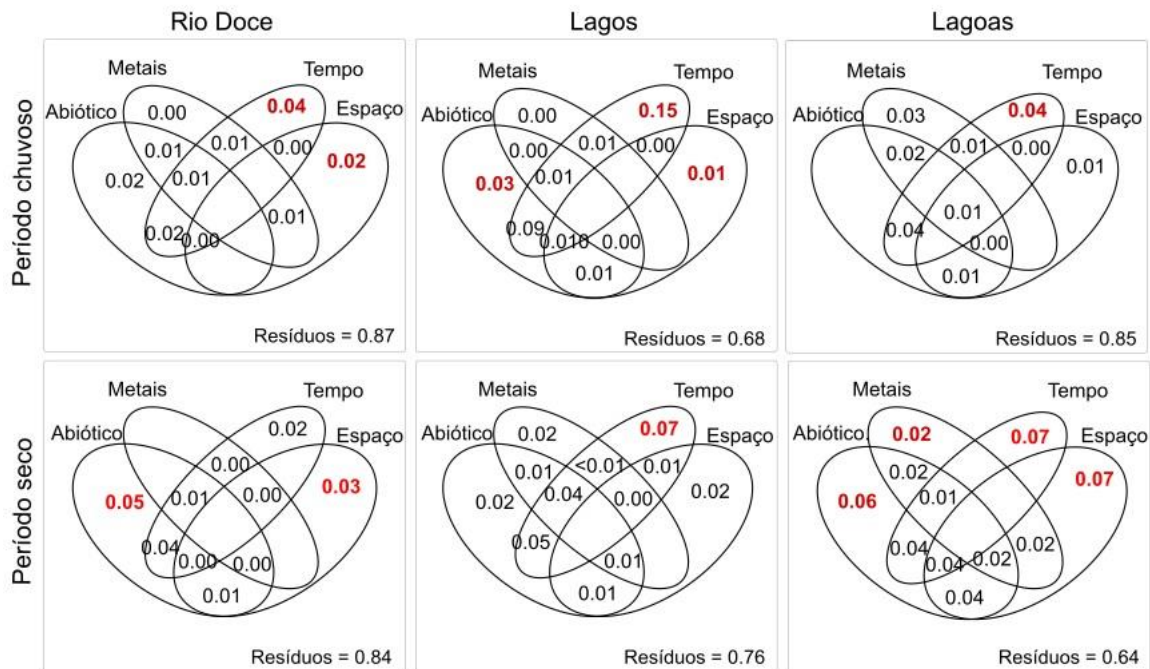 Rio Doce
Lagos
Lagoas
Período chuvoso
Metais
Tempo
Abiótico
Espaço
0.00
0.04
0.01
0.01
0.00
0.02
0.02
0.01
0.01
0.02
0.00
Resíduos = 0.87
Metais
Tempo
Abiótico
Espaço
0.00
0.15
0.01
0.00
0.00
0.03
0.01
0.01
0.09
0.00
0.01
Resíduos = 0.68
Metais
Tempo
Abiótico
Espaço
0.03
0.04
0.01
0.02
0.00
0.01
0.01
0.04
0.00
0.01
Resíduos = 0.85
Período seco
Metais
Tempo
Abiótico
Espaço
0.02
0.00
0.05
0.01
0.00
0.03
0.04
0.00
0.00
0.01
Resíduos = 0.84
Metais
Tempo
Abiótico
Espaço
0.02
0.07
0.01
<0.01
0.01
0.02
0.04
0.00
0.02
0.05
0.01
0.01
Resíduos = 0.76
Metais
Tempo
Abiótico.
Espaço
0.02
0.07
0.02
0.07
0.06
0.01
0.04
0.04
0.02
0.02
0.04
Resíduos = 0.64